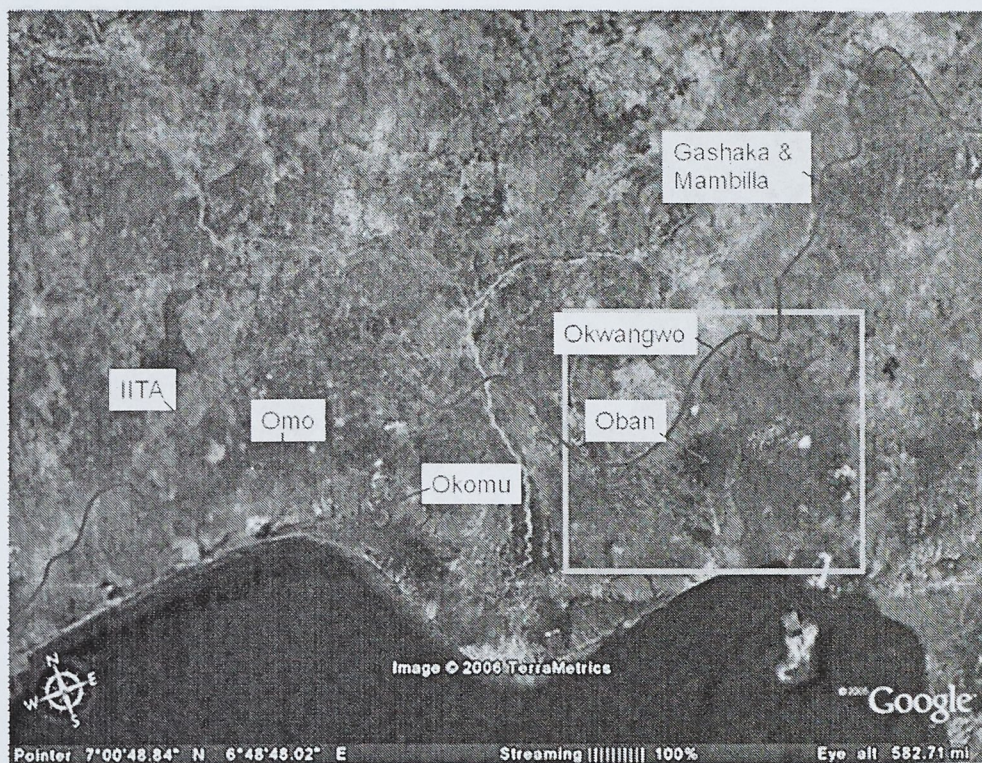 Gashaka &
Mambilla
Okwangwo
IITA
Omo
Oban
Okomu
Image © 2006 TerraMetrics
N
W E
S
©2005 Google
Pointer 7°00'48.84" N 6°48'48.02" E Streaming |||||||||| 100% Eye alt 582.71 mi